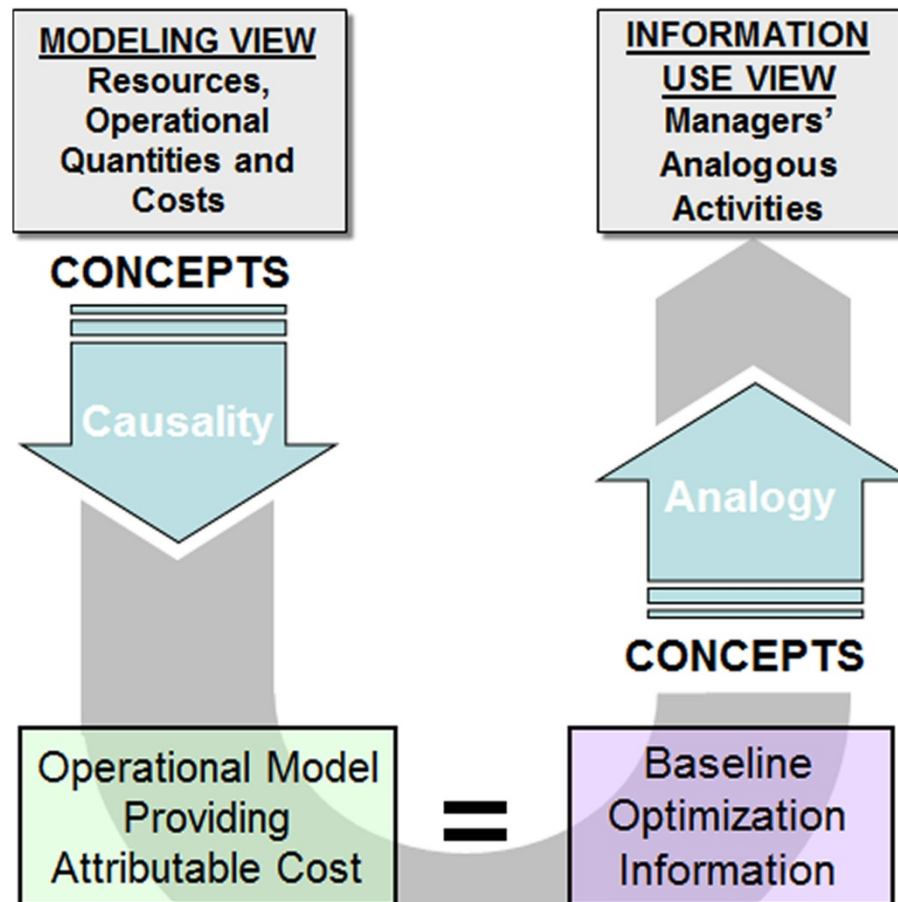 MODELING VIEW
Resources,
Operational
Quantities and
Costs
CONCEPTS
Causality
Operational Model
Providing
Attributable Cost
=
INFORMATION
USE VIEW
Managers’
Analogous
Activities
Analogy
CONCEPTS
Baseline
Optimization
Information